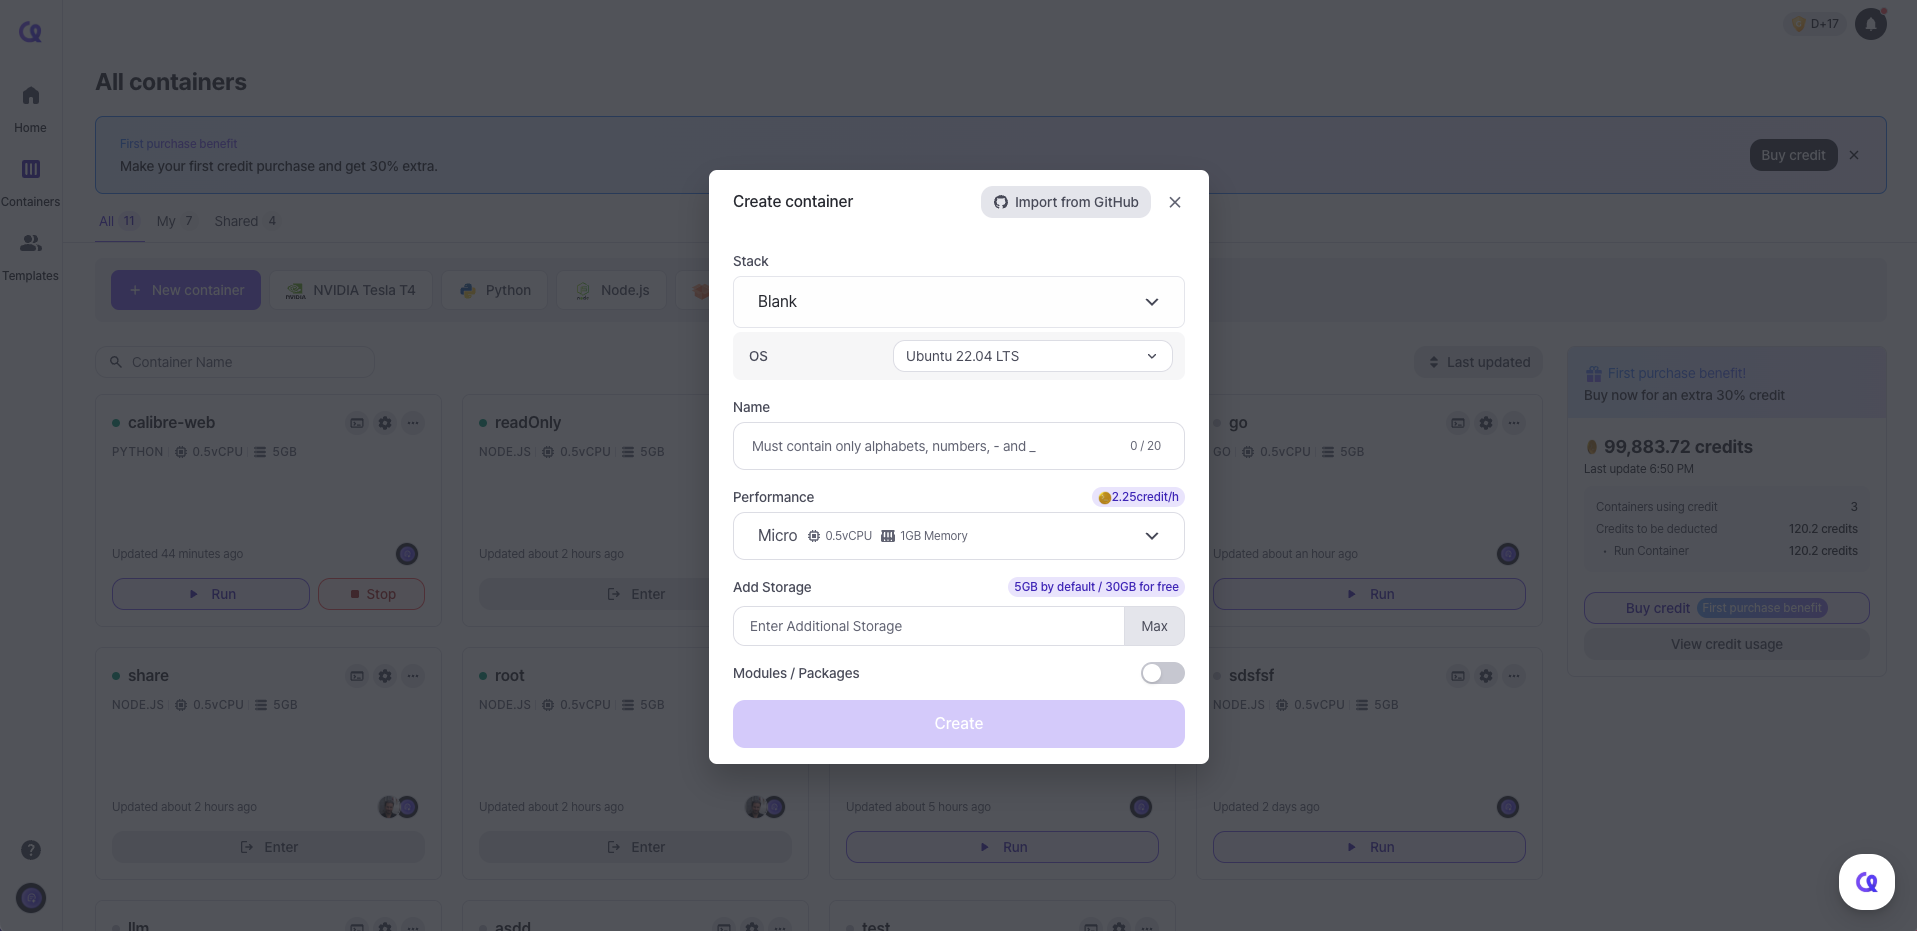 D+17
All containers
Home
Containers
Templates
First purchase benefit
Make your first credit purchase and get 30% extra.
Buy credit
All 11 My 7 Shared 4
+ New container
NVIDIA Tesla T4
Python
Node.js
Container Name
Last updated
calibre-web
PYTHON 0.5vCPU 5GB
Updated 44 minutes ago
Run
Stop
readOnly
NODE.JS 0.5vCPU 5GB
Updated about 2 hours ago
Enter
go
GO 0.5vCPU 5GB
Updated about an hour ago
Run
share
NODE.JS 0.5vCPU 5GB
Updated about 2 hours ago
Enter
root
NODE.JS 0.5vCPU 5GB
Updated about 2 hours ago
Enter
Updated about 5 hours ago
Run
sdsfsf
NODE.JS 0.5vCPU 5GB
Updated 2 days ago
Run
llm
asdd
test
First purchase benefit!
Buy now for an extra 30% credit
99,883.72 credits
Last update 6:50 PM
Containers using credit 3
Credits to be deducted 120.2 credits
• Run Container 120.2 credits
Buy credit First purchase benefit
View credit usage
Create container
Import from GitHub
Stack
Blank
OS
Ubuntu 22.04 LTS
Name
Must contain only alphabets, numbers, - and _
0 / 20
Performance
2.25credit/h
Micro 0.5vCPU 1GB Memory
Add Storage
5GB by default / 30GB for free
Enter Additional Storage
Max
Modules / Packages
Create